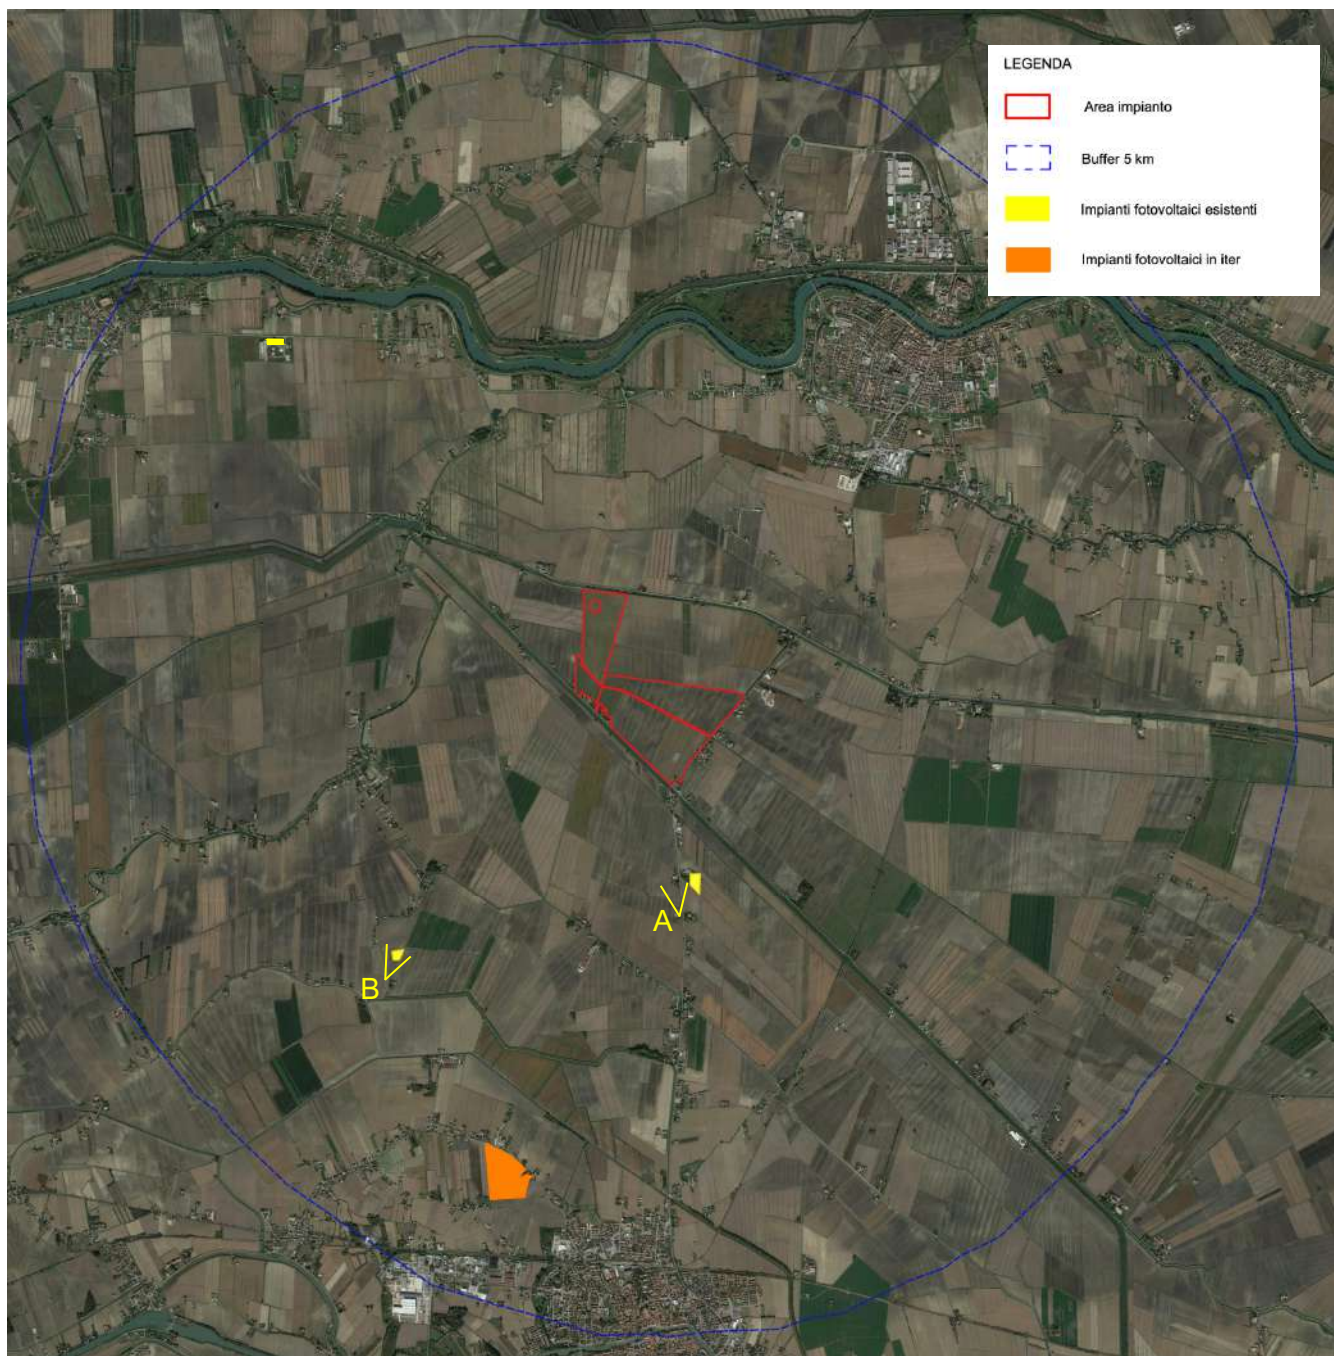 LEGENDA
Area impianto
Buffer 5 km
Impianti fotovoltaici esistenti
Impianti fotovoltaici in iter
A
B